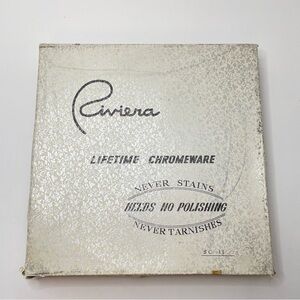 Riviera
LIFETIME CHROMEWARE
NEVER STAINS
NEEDS NO POLISHING
NEVER TARNISHES